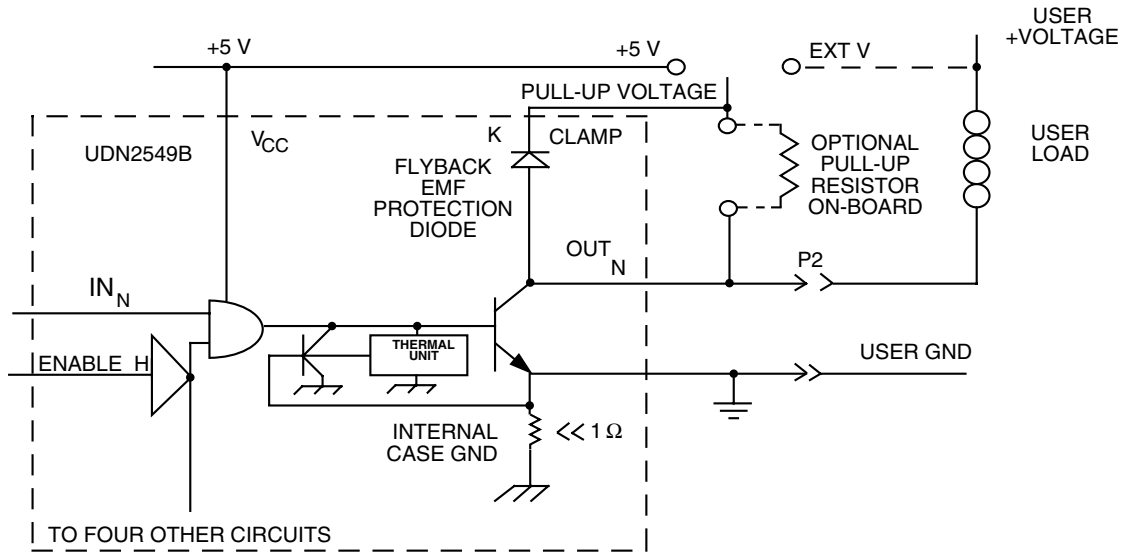 USER
+VOLTAGE
+5 V
+5 V
EXT V
PULL-UP VOLTAGE
UDN2549B
VCC
K
CLAMP
FLYBACK
EMF
PROTECTION
DIODE
OPTIONAL
PULL-UP
RESISTOR
ON-BOARD
USER
LOAD
OUT N
P2
IN N
THERMAL
UNIT
ENABLE H
USER GND
INTERNAL
CASE GND
<< 1 Ω
TO FOUR OTHER CIRCUITS